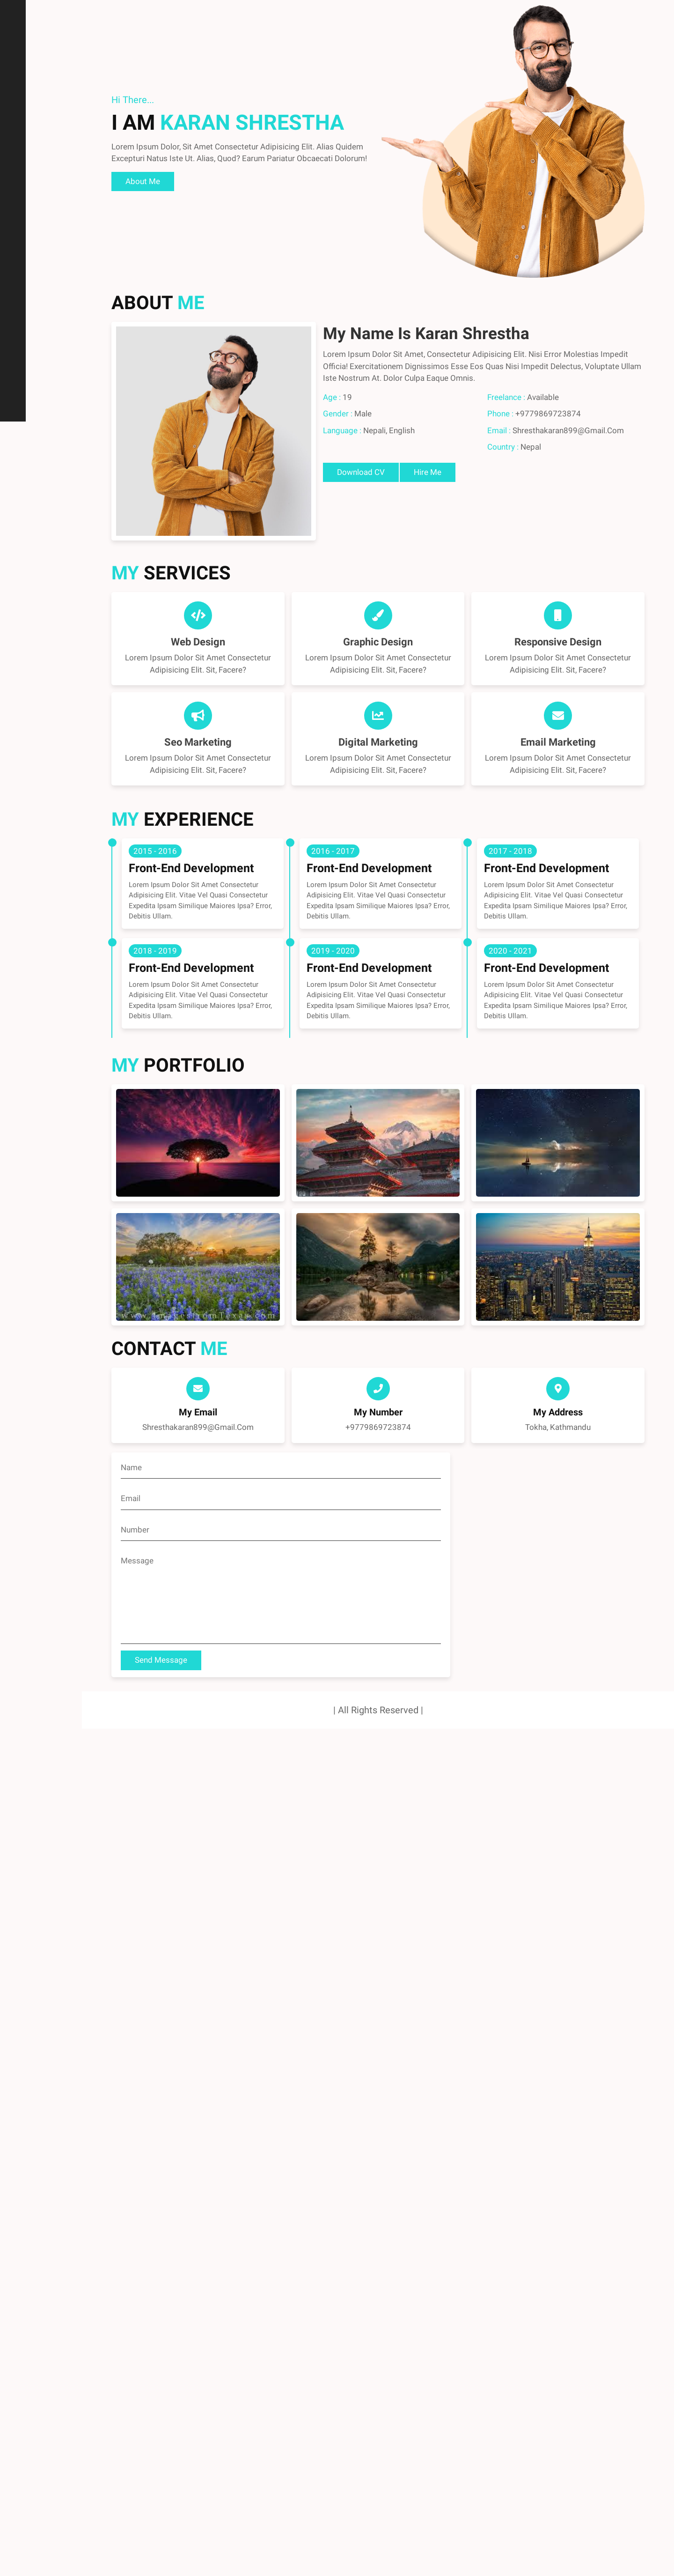 Hi There...
I AM KARAN SHRESTHA
Lorem Ipsum Dolor, Sit Amet Consectetur Adipisicing Elit. Alias Quidem
Excepturi Natus Iste Ut. Alias, Quod? Earum Pariatur Obcaecati Dolorum!
About Me
ABOUT ME
My Name Is Karan Shrestha
Lorem Ipsum Dolor Sit Amet, Consectetur Adipisicing Elit. Nisi Error Molestias Impedit
Officia! Exercitationem Dignissimos Esse Eos Quas Nisi Impedit Delectus, Voluptate Ullam
Iste Nostrum At. Dolor Culpa Eaque Omnis.
Age : 19
Gender : Male
Language : Nepali, English
Freelance : Available
Phone : +9779869723874
Email : Shresthakaran899@Gmail.Com
Country : Nepal
Download CV
Hire Me
MY SERVICES
Web Design
Lorem Ipsum Dolor Sit Amet Consectetur
Adipisicing Elit. Sit, Facere?
Graphic Design
Lorem Ipsum Dolor Sit Amet Consectetur
Adipisicing Elit. Sit, Facere?
Responsive Design
Lorem Ipsum Dolor Sit Amet Consectetur
Adipisicing Elit. Sit, Facere?
Seo Marketing
Lorem Ipsum Dolor Sit Amet Consectetur
Adipisicing Elit. Sit, Facere?
Digital Marketing
Lorem Ipsum Dolor Sit Amet Consectetur
Adipisicing Elit. Sit, Facere?
Email Marketing
Lorem Ipsum Dolor Sit Amet Consectetur
Adipisicing Elit. Sit, Facere?
MY EXPERIENCE
2015 - 2016
Front-End Development
Lorem Ipsum Dolor Sit Amet Consectetur
Adipisicing Elit. Vitae Vel Quasi Consectetur
Expedita Ipsam Similique Maiores Ipsa? Error,
Debitis Ullam.
2016 - 2017
Front-End Development
Lorem Ipsum Dolor Sit Amet Consectetur
Adipisicing Elit. Vitae Vel Quasi Consectetur
Expedita Ipsam Similique Maiores Ipsa? Error,
Debitis Ullam.
2017 - 2018
Front-End Development
Lorem Ipsum Dolor Sit Amet Consectetur
Adipisicing Elit. Vitae Vel Quasi Consectetur
Expedita Ipsam Similique Maiores Ipsa? Error,
Debitis Ullam.
2018 - 2019
Front-End Development
Lorem Ipsum Dolor Sit Amet Consectetur
Adipisicing Elit. Vitae Vel Quasi Consectetur
Expedita Ipsam Similique Maiores Ipsa? Error,
Debitis Ullam.
2019 - 2020
Front-End Development
Lorem Ipsum Dolor Sit Amet Consectetur
Adipisicing Elit. Vitae Vel Quasi Consectetur
Expedita Ipsam Similique Maiores Ipsa? Error,
Debitis Ullam.
2020 - 2021
Front-End Development
Lorem Ipsum Dolor Sit Amet Consectetur
Adipisicing Elit. Vitae Vel Quasi Consectetur
Expedita Ipsam Similique Maiores Ipsa? Error,
Debitis Ullam.
MY PORTFOLIO
CONTACT ME
My Email
Shresthakaran899@Gmail.Com
My Number
+9779869723874
My Address
Tokha, Kathmandu
Name
Email
Number
Message
Send Message
| All Rights Reserved |